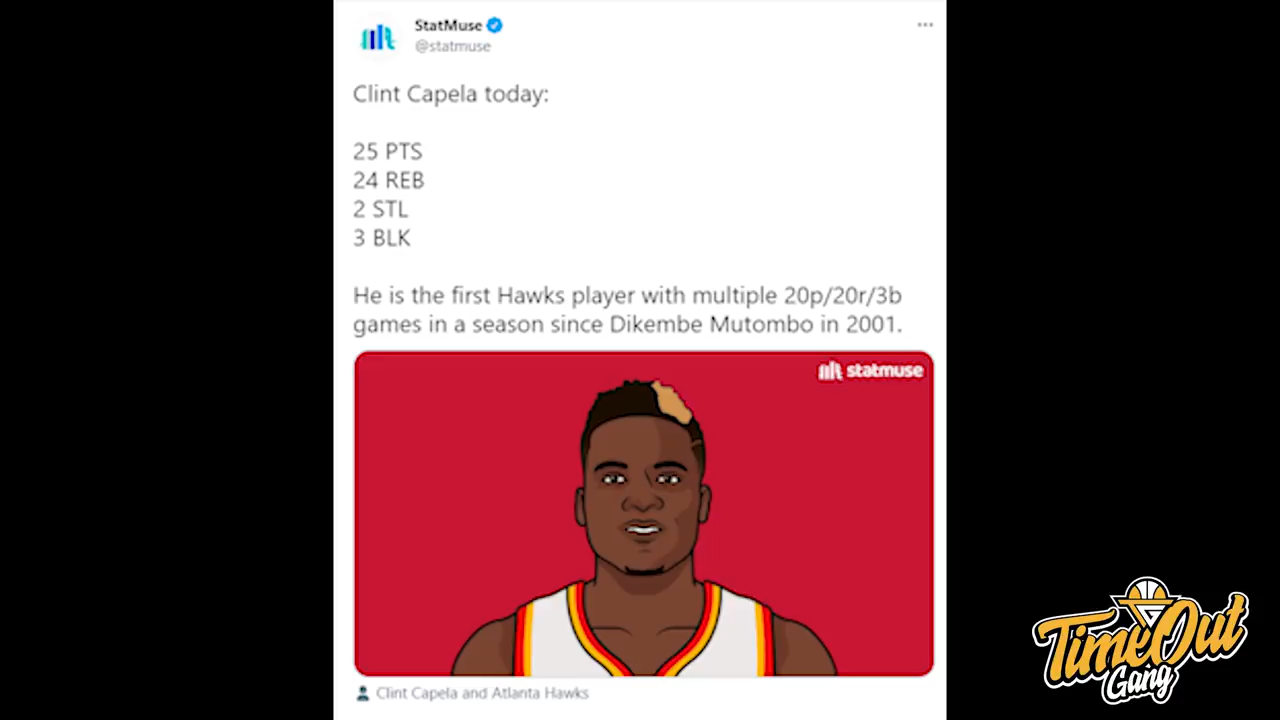 StatMuse
@statmuse
Clint Capela today:
25 PTS
24 REB
2 STL
3 BLK
He is the first Hawks player with multiple 20p/20r/3b
games in a season since Dikembe Mutombo in 2001.
statmuse
Clint Capela and Atlanta Hawks
TimeOut
Gang